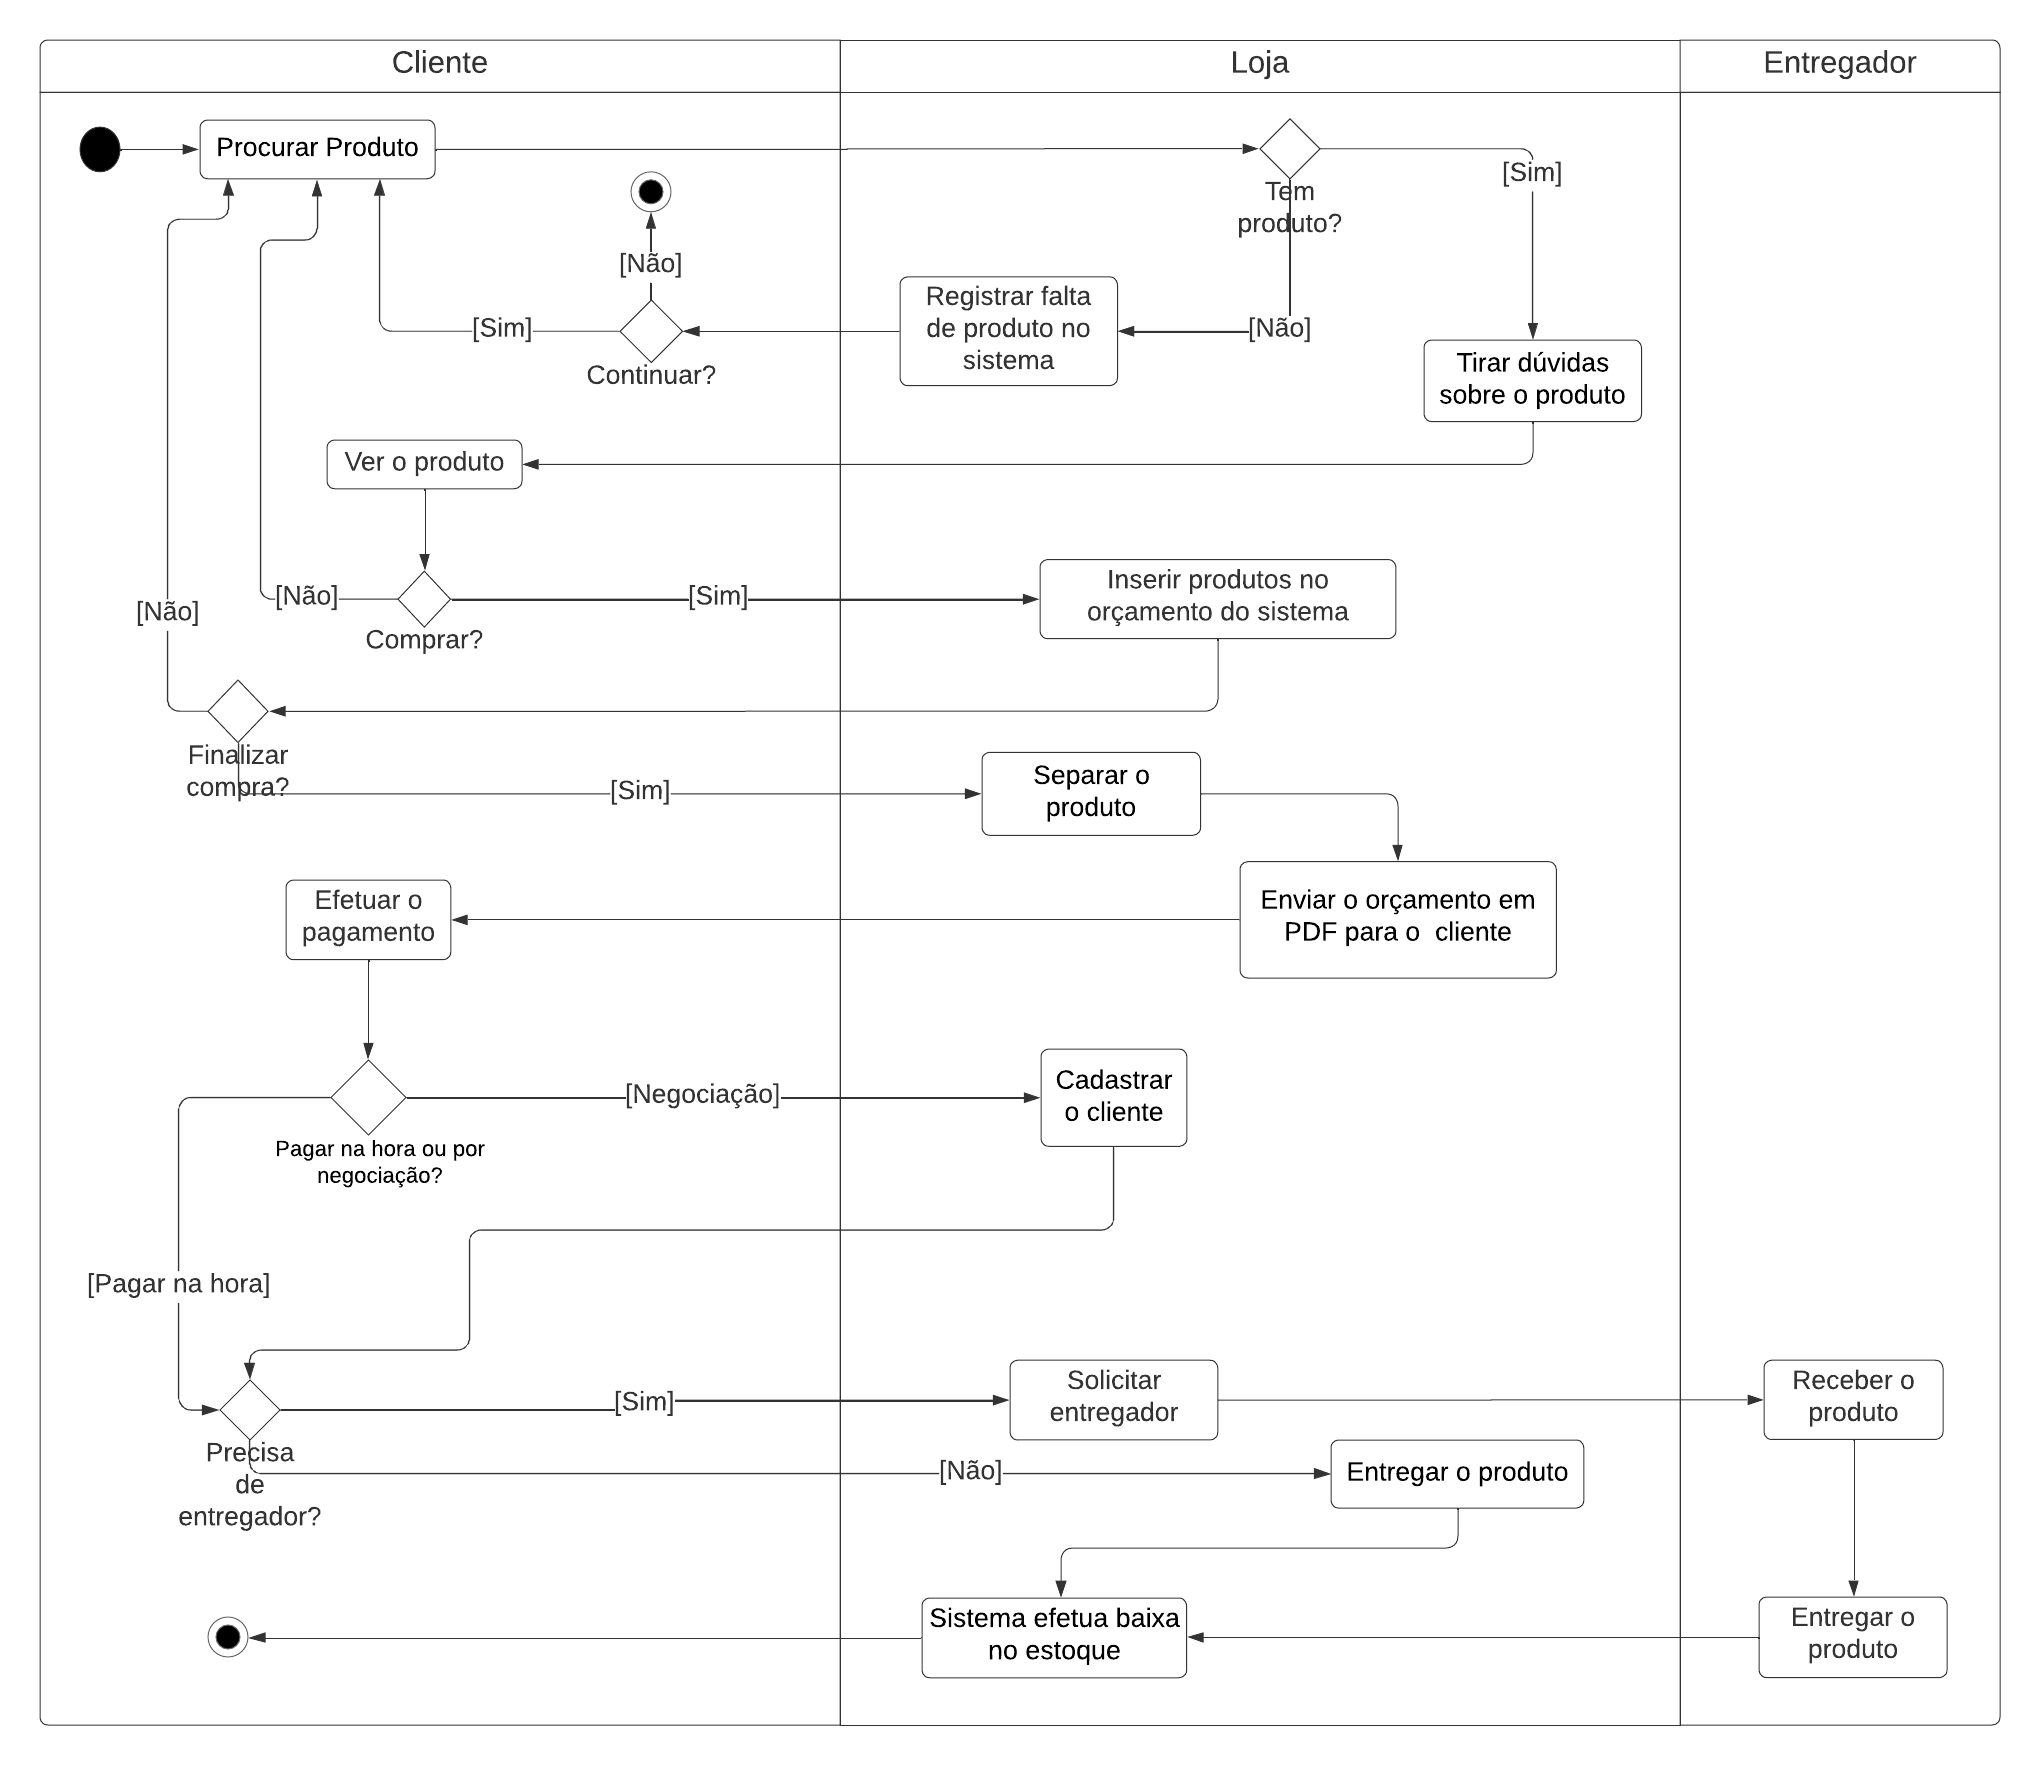 Cliente
Loja
Entregador
Procurar Produto
[Sim]
Tem
produto?
[Não]
Registrar falta
de produto no
sistema
[Sim]
[Não]
Continuar?
Tirar dúvidas
sobre o produto
Ver o produto
[Não]
[Não]
[Sim]
Comprar?
Inserir produtos no
orçamento do sistema
Finalizar
compra?
[Sim]
Separar o
produto
Efetuar o
pagamento
Enviar o orçamento em
PDF para o  cliente
[Negociação]
Cadastrar
o cliente
Pagar na hora ou por
negociação?
[Pagar na hora]
[Sim]
Solicitar
entregador
Receber o
produto
Precisa
de
entregador?
[Não]
Entregar o produto
Sistema efetua baixa
no estoque
Entregar o
produto